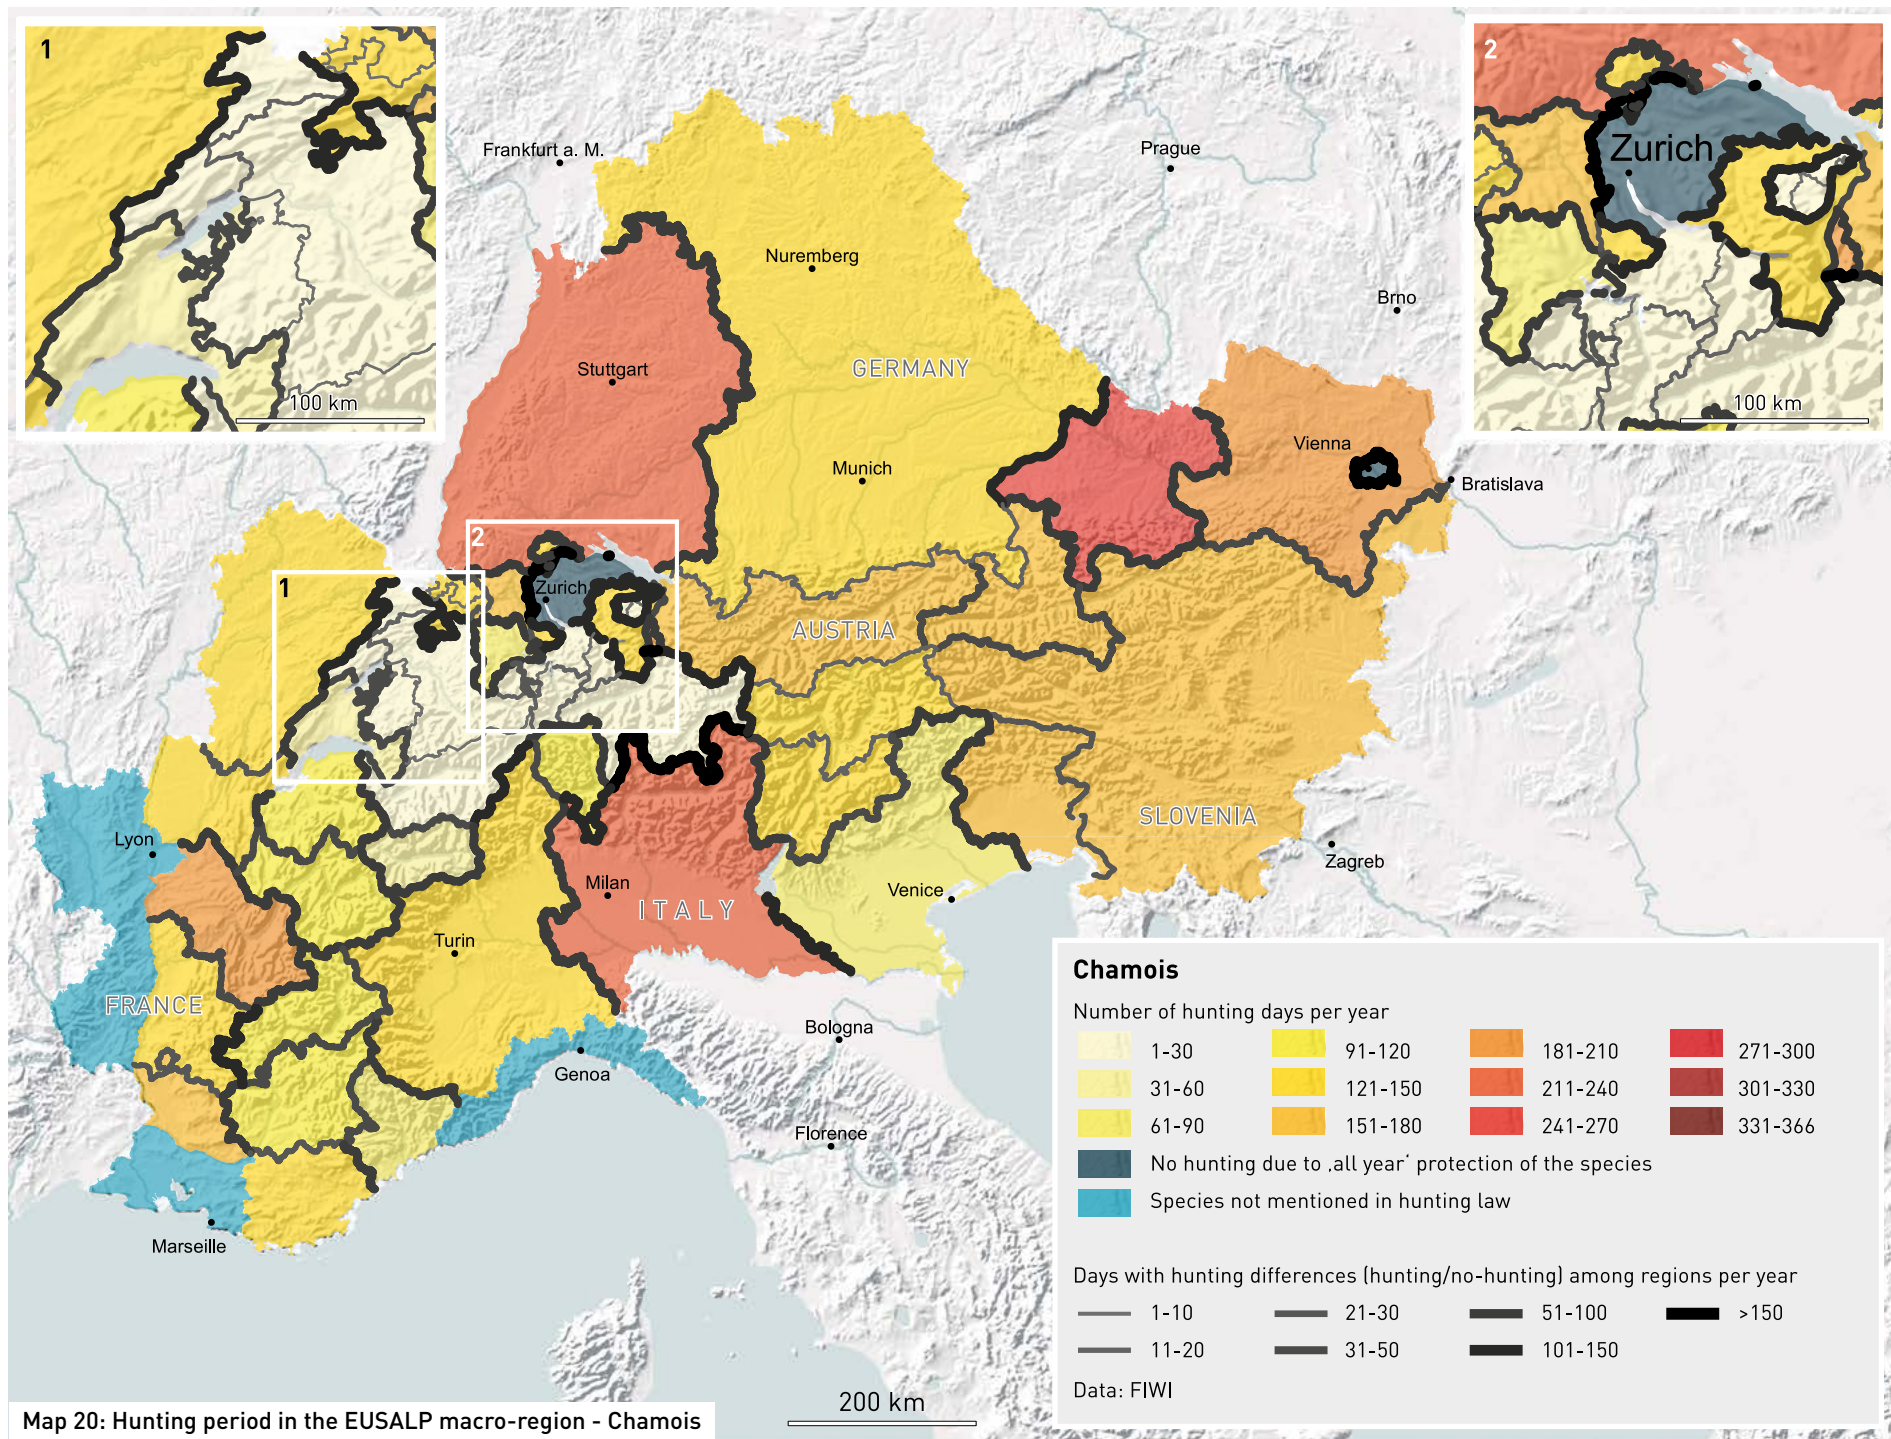 1
100 km
2
Zurich
100 km
Frankfurt a. M.
Prague
Nuremberg
Brno
GERMANY
Stuttgart
Vienna
Munich
Bratislava
2
1
Zurich
AUSTRIA
SLOVENIA
Lyon
Zagreb
Milan
Venice
ITALY
Turin
FRANCE
Bologna
Genoa
Florence
Marseille
Chamois
Number of hunting days per year
1-30 91-120 181-210 271-300
31-60 121-150 211-240 301-330
61-90 151-180 241-270 331-366
No hunting due to ‚all year‘ protection of the species
Species not mentioned in hunting law
Days with hunting differences (hunting/no-hunting) among regions per year
1-10 21-30 51-100 >150
11-20 31-50 101-150
Data: FIWI
200 km
Map 20: Hunting period in the EUSALP macro-region - Chamois